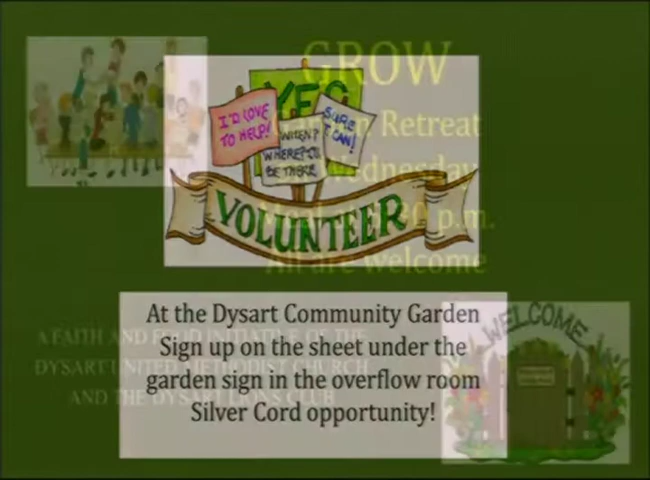 GROW
YES
I'D LOVE
TO HELP!
SURE
I CAN!
WHEN?
BE THERE
Retreat
Wednesday
p.m.
All are welcome
VOLUNTEER
At the Dysart Community Garden
Sign up on the sheet under the
garden sign in the overflow room
Silver Cord opportunity!
A FAITH AND FOOD INITIATIVE OF THE
DYSART UNITED METHODIST CHURCH
AND THE DYSART LIONS CLUB
WELCOME